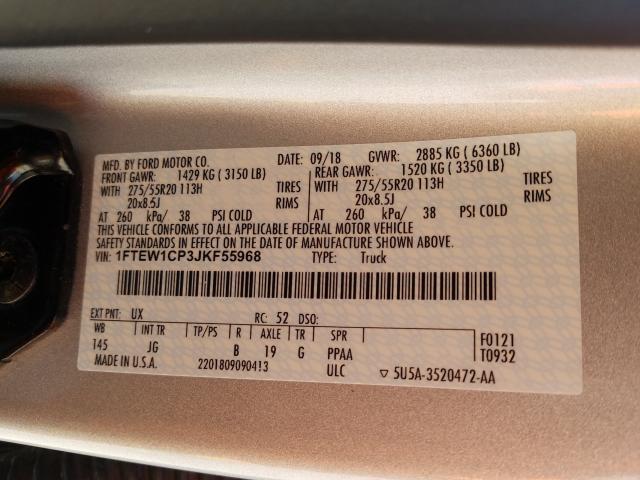 MFD. BY FORD MOTOR CO. DATE: 09/18 GVWR: 2885 KG ( 6360 LB)
FRONT GAWR: 1429 KG ( 3150 LB) REAR GAWR: 1520 KG ( 3350 LB)
WITH 275/55R20 113H TIRES WITH 275/55R20 113H TIRES
20x8.5J RIMS 20x8.5J RIMS
AT 260 kPa/ 38 PSI COLD AT 260 kPa/ 38 PSI COLD
THIS VEHICLE CONFORMS TO ALL APPLICABLE FEDERAL MOTOR VEHICLE
SAFETY STANDARDS IN EFFECT ON THE DATE OF MANUFACTURE SHOWN ABOVE.
VIN: 1FTEW1CP3JKF55968 TYPE: Truck
EXT PNT: UX RC: 52 DSO:
WB INT TR TP/PS R AXLE TR SPR F0121
145 JG B 19 G PPAA T0932
MADE IN U.S.A. 22018090904!3 ULC ▽ 5U5A-3520472-AA